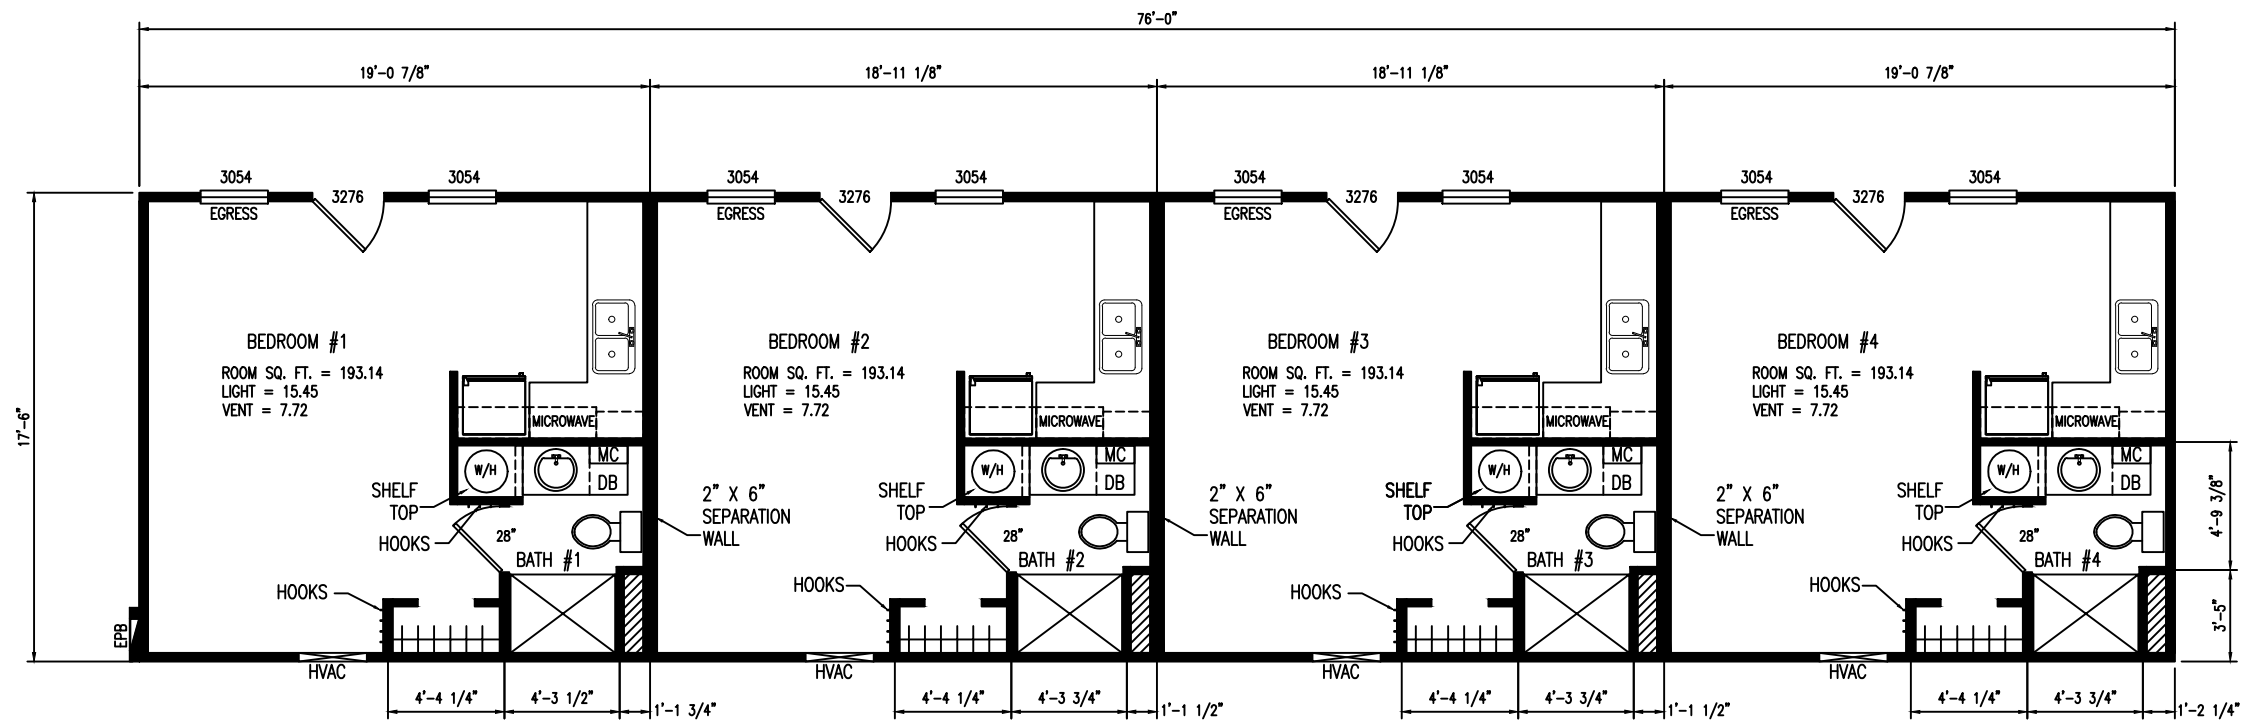 76'-0"
19'-0 7/8"
18'-11 1/8"
18'-11 1/8"
19'-0 7/8"
3054
3276
3054
3054
3276
3054
3054
3276
3054
3054
3276
3054
EGRESS
EGRESS
EGRESS
EGRESS
17'-6"
BEDROOM #1
ROOM SQ. FT. = 193.14
LIGHT = 15.45
VENT = 7.72
BEDROOM #2
ROOM SQ. FT. = 193.14
LIGHT = 15.45
VENT = 7.72
BEDROOM #3
ROOM SQ. FT. = 193.14
LIGHT = 15.45
VENT = 7.72
BEDROOM #4
ROOM SQ. FT. = 193.14
LIGHT = 15.45
VENT = 7.72
MICROWAVE
MICROWAVE
MICROWAVE
MICROWAVE
W/H
MC
DB
SHELF
TOP
HOOKS
28"
BATH #1
HOOKS
2" X 6"
SEPARATION
WALL
W/H
MC
DB
SHELF
TOP
HOOKS
28"
BATH #2
HOOKS
2" X 6"
SEPARATION
WALL
W/H
MC
DB
SHELF
TOP
HOOKS
28"
BATH #3
HOOKS
2" X 6"
SEPARATION
WALL
W/H
MC
DB
SHELF
TOP
HOOKS
28"
BATH #4
HOOKS
4'-9 3/8"
3'-5"
EPB
HVAC
HVAC
HVAC
HVAC
4'-4 1/4"
4'-3 1/2"
1'-1 3/4"
4'-4 1/4"
4'-3 3/4"
1'-1 1/2"
4'-4 1/4"
4'-3 3/4"
1'-1 1/2"
4'-4 1/4"
4'-3 3/4"
1'-2 1/4"